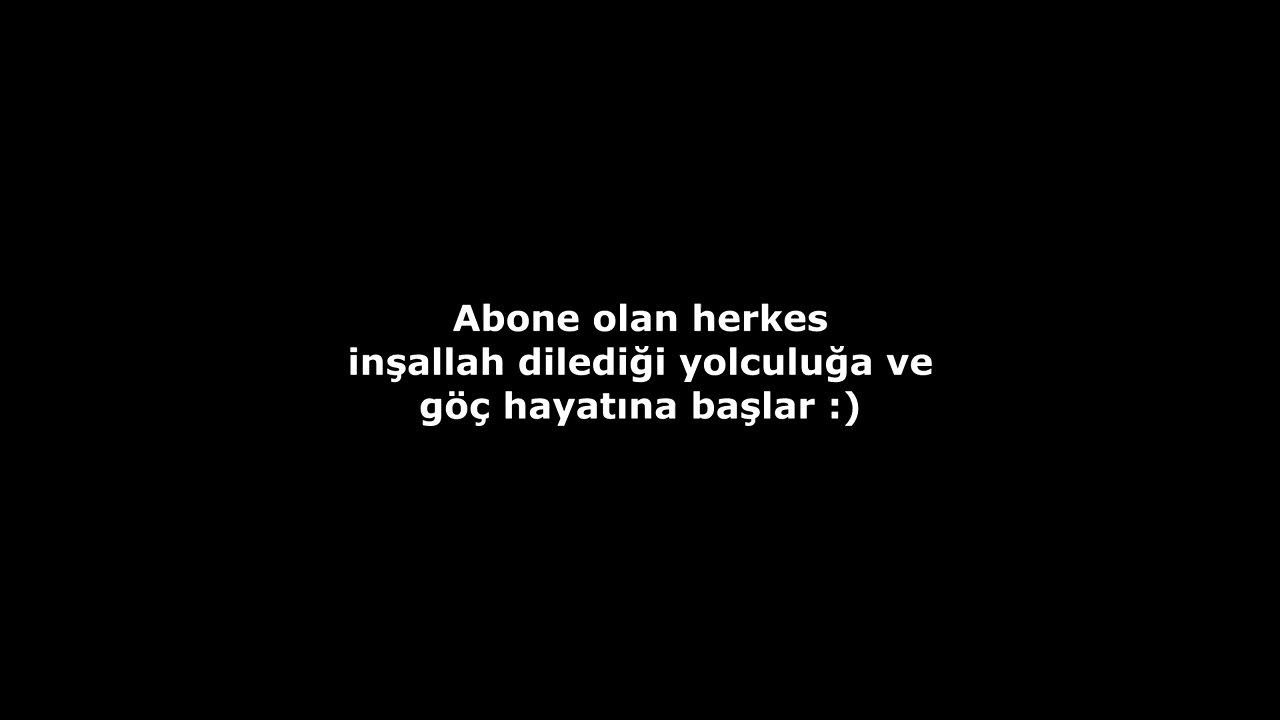 Abone olan herkes
inşallah dilediği yolculuğa ve
göç hayatına başlar :)